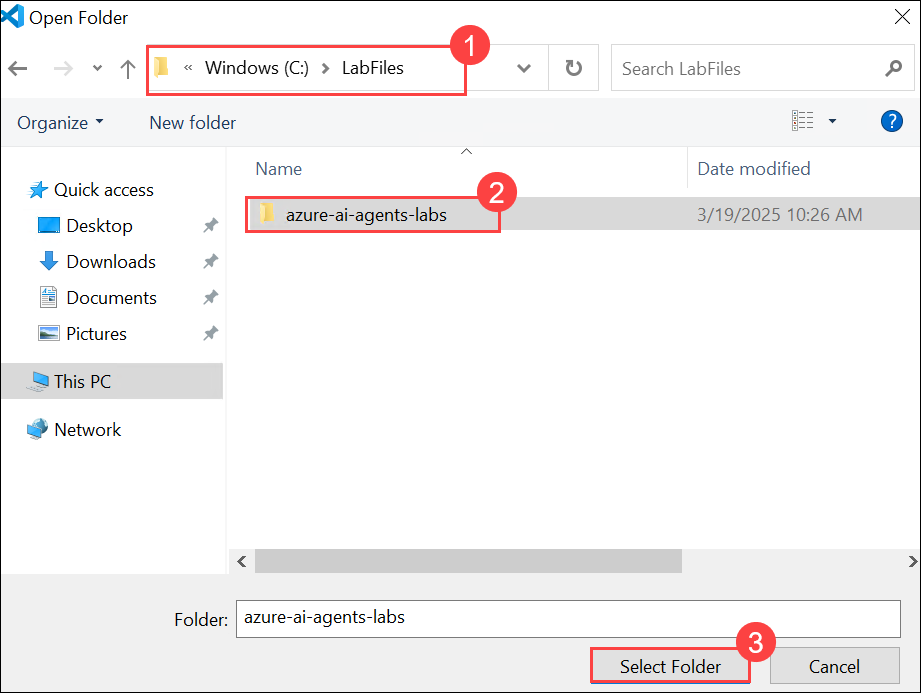 Open Folder
« Windows (C:) > LabFiles
1
Search LabFiles
Organize
New folder
?
Name
Date modified
Quick access
2
azure-ai-agents-labs
3/19/2025 10:26 AM
Desktop
Downloads
Documents
Pictures
This PC
Network
Folder:
azure-ai-agents-labs
3
Select Folder
Cancel